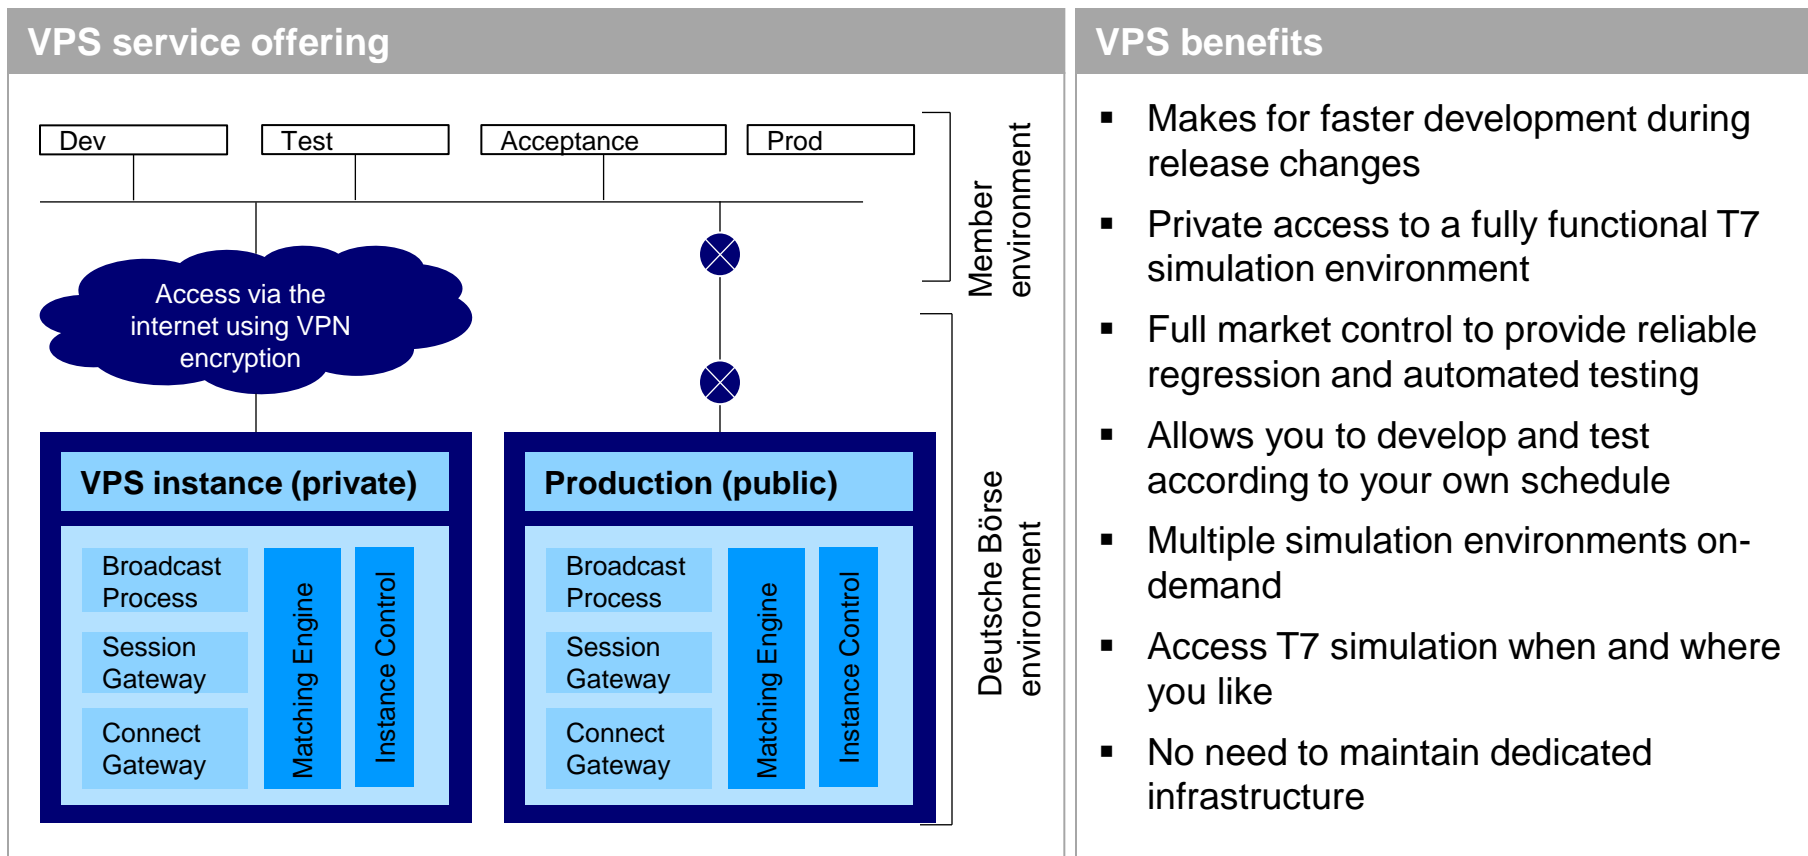 VPS service offering
Dev
Test
Acceptance
Prod
Member
environment
Access via the
internet using VPN
encryption
VPS instance (private)
Broadcast
Process
Session
Gateway
Connect
Gateway
Matching Engine
Instance Control
Production (public)
Broadcast
Process
Session
Gateway
Connect
Gateway
Matching Engine
Instance Control
Deutsche Börse
environment
VPS benefits
▪ Makes for faster development during
release changes
▪ Private access to a fully functional T7
simulation environment
▪ Full market control to provide reliable
regression and automated testing
▪ Allows you to develop and test
according to your own schedule
▪ Multiple simulation environments on-
demand
▪ Access T7 simulation when and where
you like
▪ No need to maintain dedicated
infrastructure